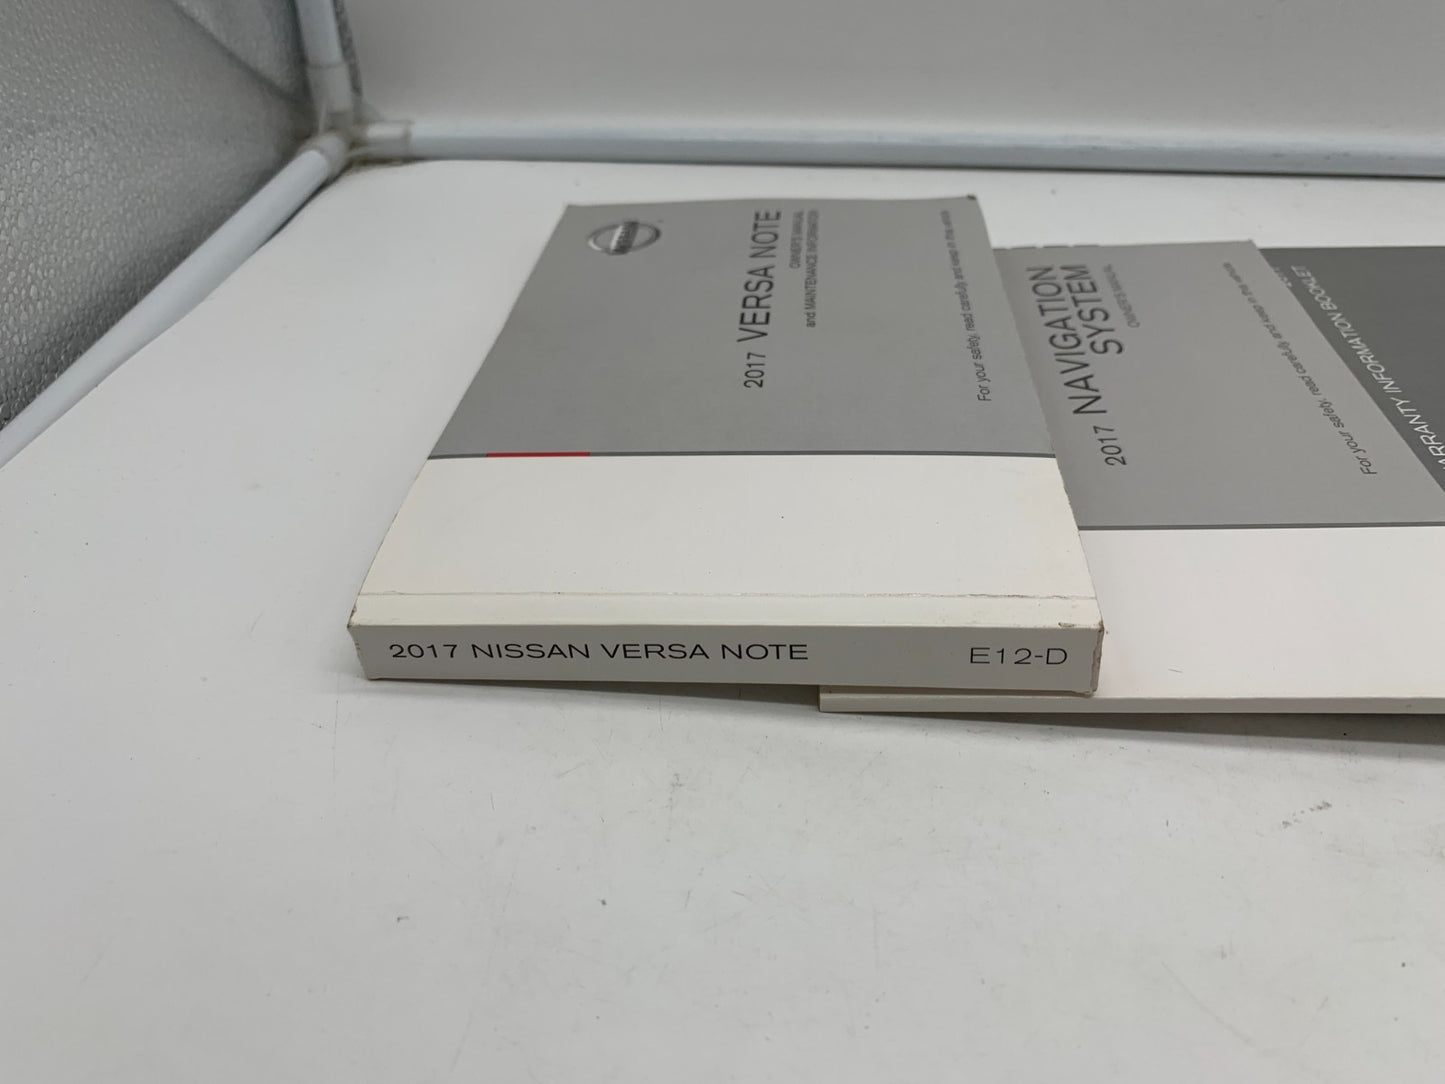 NISSAN
2017 VERSA NOTE
OWNER'S MANUAL
and MAINTENANCE INFORMATION
For your safety, read carefully and keep in this vehicle
2017 NISSAN VERSA NOTE
E12-D
2017 NAVIGATION
SYSTEM
OWNER'S MANUAL
For your safety, read carefully and keep in this vehicle.
INFORMATION BOOKLET